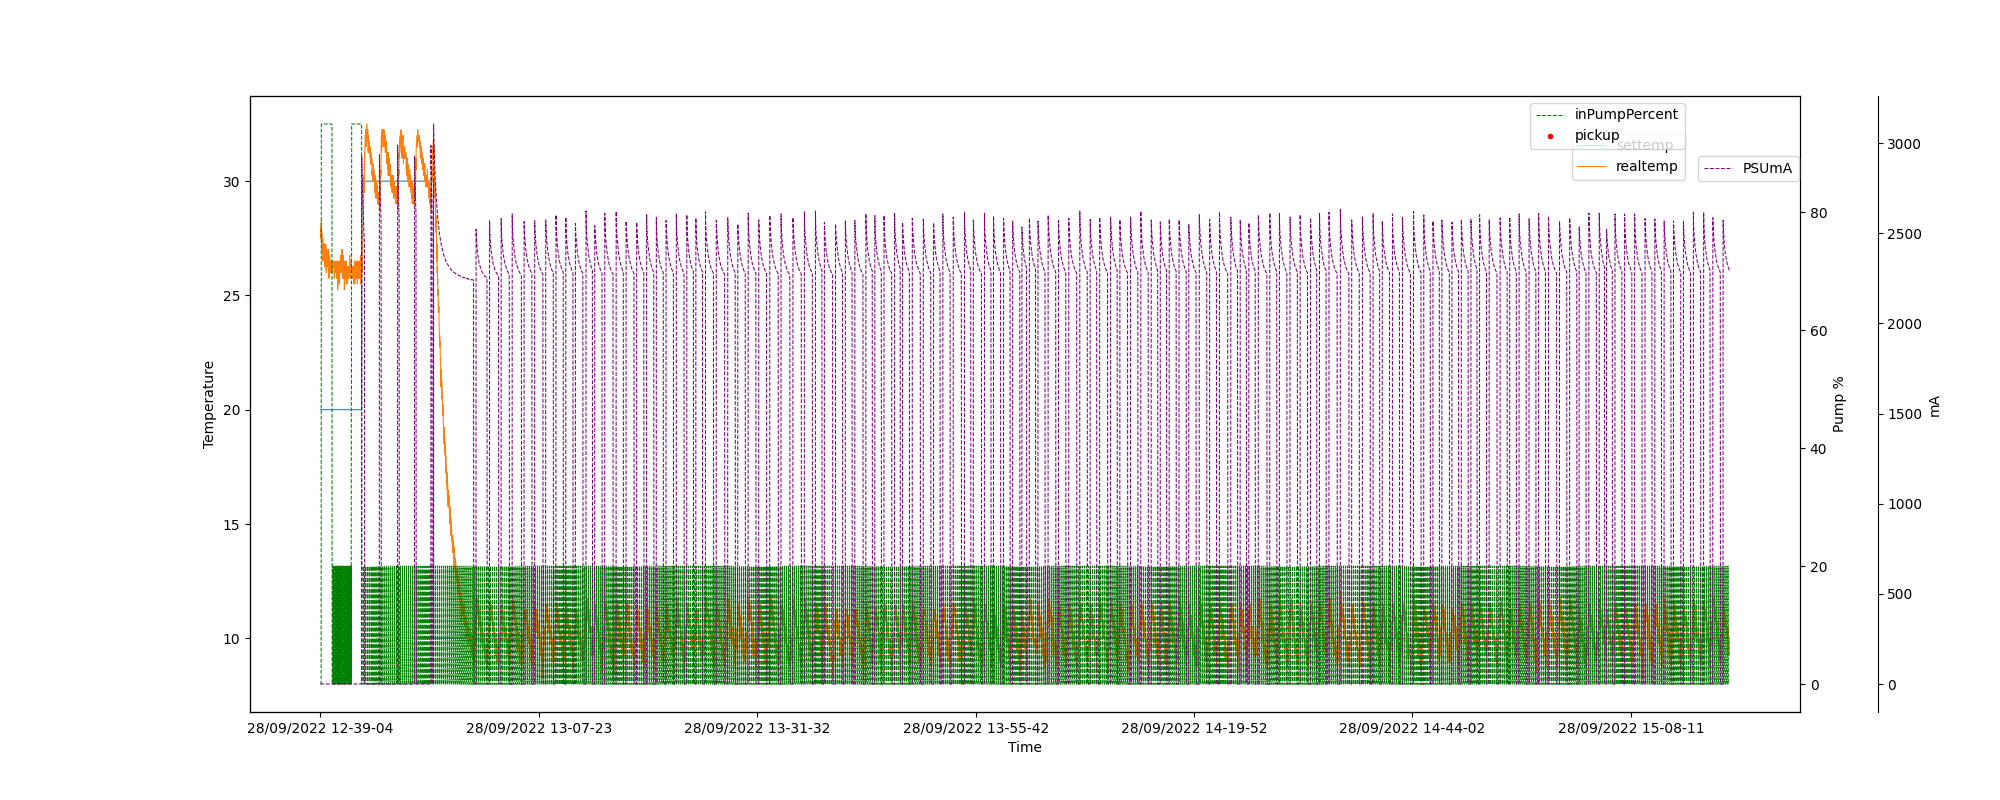 inPumpPercent
pickup
settemp
realtemp
PSUmA
30
25
20
15
10
Temperature
80
60
40
20
0
Pump %
3000
2500
2000
1500
1000
500
0
mA
28/09/2022 12-39-04
28/09/2022 13-07-23
28/09/2022 13-31-32
28/09/2022 13-55-42
28/09/2022 14-19-52
28/09/2022 14-44-02
28/09/2022 15-08-11
Time